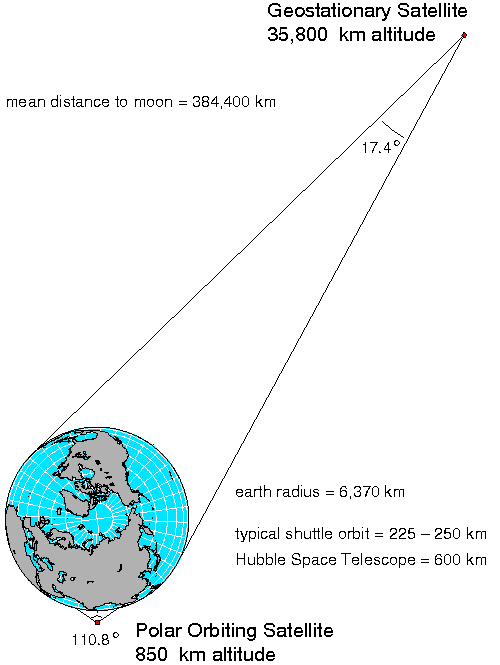 Geostationary Satellite
35,800 km altitude
mean distance to moon = 384,400 km
17.4°
earth radius = 6,370 km
typical shuttle orbit = 225 – 250 km
Hubble Space Telescope = 600 km
110.8°
Polar Orbiting Satellite
850 km altitude